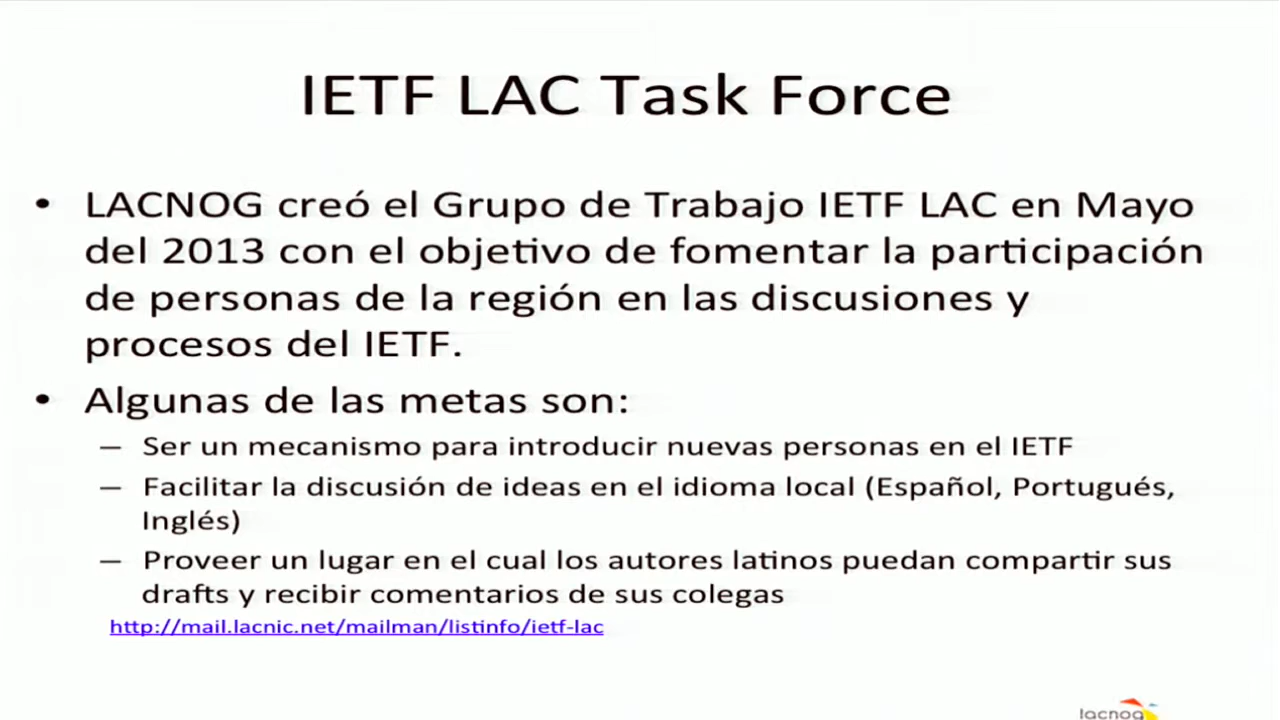 IETF LAC Task Force
• LACNOG creó el Grupo de Trabajo IETF LAC en Mayo
del 2013 con el objetivo de fomentar la participación
de personas de la región en las discusiones y
procesos del IETF.
• Algunas de las metas son:
– Ser un mecanismo para introducir nuevas personas en el IETF
– Facilitar la discusión de ideas en el idioma local (Español, Portugués,
Inglés)
– Proveer un lugar en el cual los autores latinos puedan compartir sus
drafts y recibir comentarios de sus colegas
http://mail.lacnic.net/mailman/listinfo/ietf-lac
lacnog